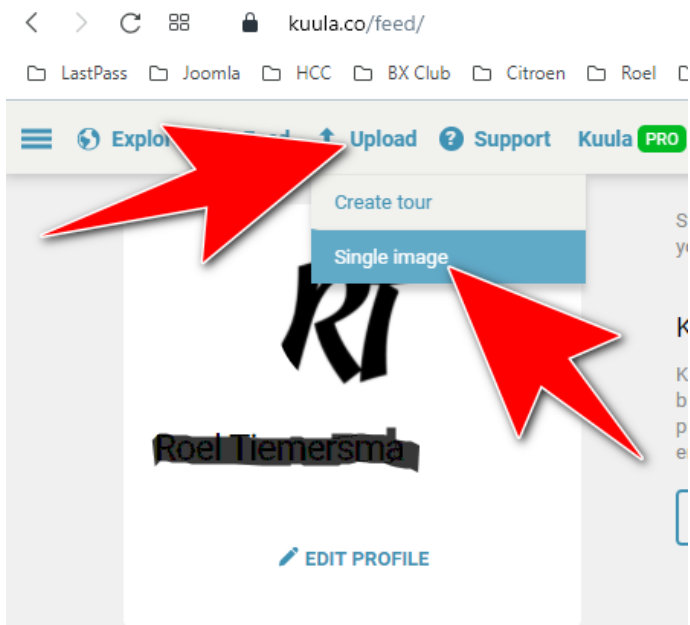 kuula.co/feed/
LastPass Joomla HCC BX Club Citroen Roel
Upload Support Kuula PRO
Create tour
Single image
Roel Tiemersma
EDIT PROFILE